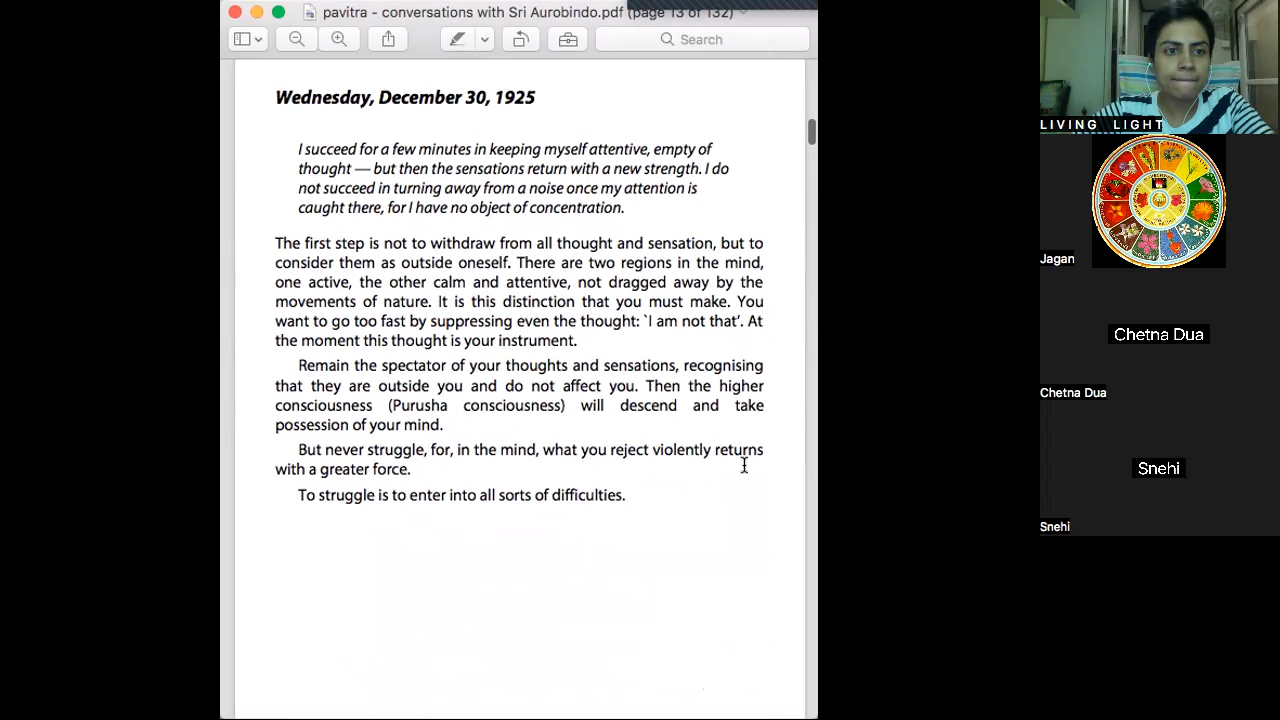 pavitra - conversations with Sri Aurobindo.pdf (page 13 of 132)
Search
Wednesday, December 30, 1925
I succeed for a few minutes in keeping myself attentive, empty of
thought — but then the sensations return with a new strength. I do
not succeed in turning away from a noise once my attention is
caught there, for I have no object of concentration.
The first step is not to withdraw from all thought and sensation, but to
consider them as outside oneself. There are two regions in the mind,
one active, the other calm and attentive, not dragged away by the
movements of nature. It is this distinction that you must make. You
want to go too fast by suppressing even the thought: `I am not that'. At
the moment this thought is your instrument.
Remain the spectator of your thoughts and sensations, recognising
that they are outside you and do not affect you. Then the higher
consciousness (Purusha consciousness) will descend and take
possession of your mind.
But never struggle, for, in the mind, what you reject violently returns
with a greater force.
To struggle is to enter into all sorts of difficulties.
LIVING LIGHT
Jagan
Chetna Dua
Chetna Dua
Snehi
Snehi